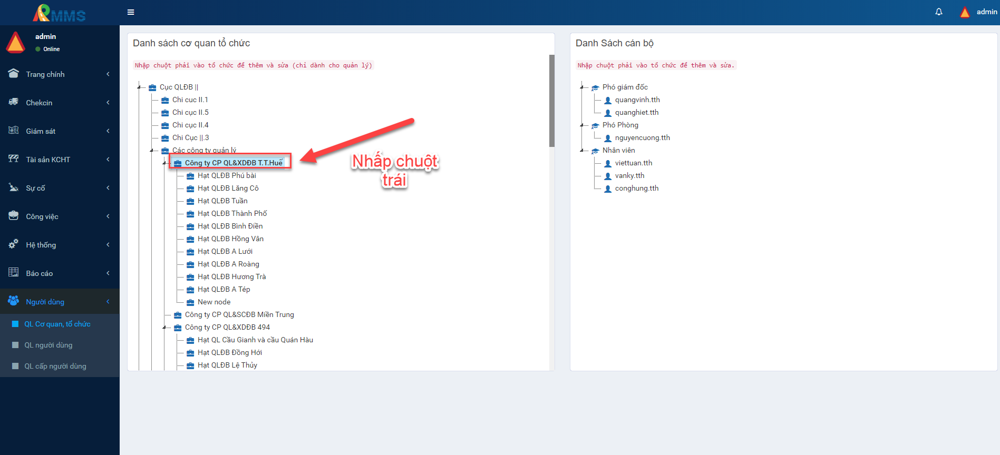 RMMS
admin
admin
Online
Trang chính
Chekcin
Giám sát
Tài sản KCHT
Sự cố
Công việc
Hệ thống
Báo cáo
Người dùng
QL Cơ quan, tổ chức
QL người dùng
QL cấp người dùng
Danh sách cơ quan tổ chức
Nhấp chuột phải vào tổ chức để thêm và sửa (chỉ dành cho quản lý)
Cục QLĐB ||
Chi cuc II.1
Chi cục II.5
Chi cục II.4
Chi Cục ||.3
Các công ty quản lý
Công ty CP QL&XDĐB T.T.Huế
Hạt QLĐB Phú bài
Hạt QLĐB Lăng Cô
Hạt QLĐB Tuần
Hạt QLĐB Thành Phố
Hạt QLĐB Bình Điền
Hạt QLĐB Hồng Vân
Hạt QLĐB A Lưới
Hạt QLĐB A Roàng
Hạt QLĐB Hương Trà
Hạt QLĐB A Tép
New node
Công ty CP QL&SCĐB Miền Trung
Công ty CP QL&XDĐB 494
Hạt QL Cầu Gianh và cầu Quán Hàu
Hạt QLĐB Đồng Hới
Hạt QLĐB Lệ Thủy
Nhấp chuột
trái
Danh Sách cán bộ
Nhấp chuột phải vào tổ chức để thêm và sửa.
Phó giám đốc
quangvinh.tth
quanghiet.tth
Phó Phòng
nguyencuong.tth
Nhân viên
viettuan.tth
vanky.tth
conghung.tth